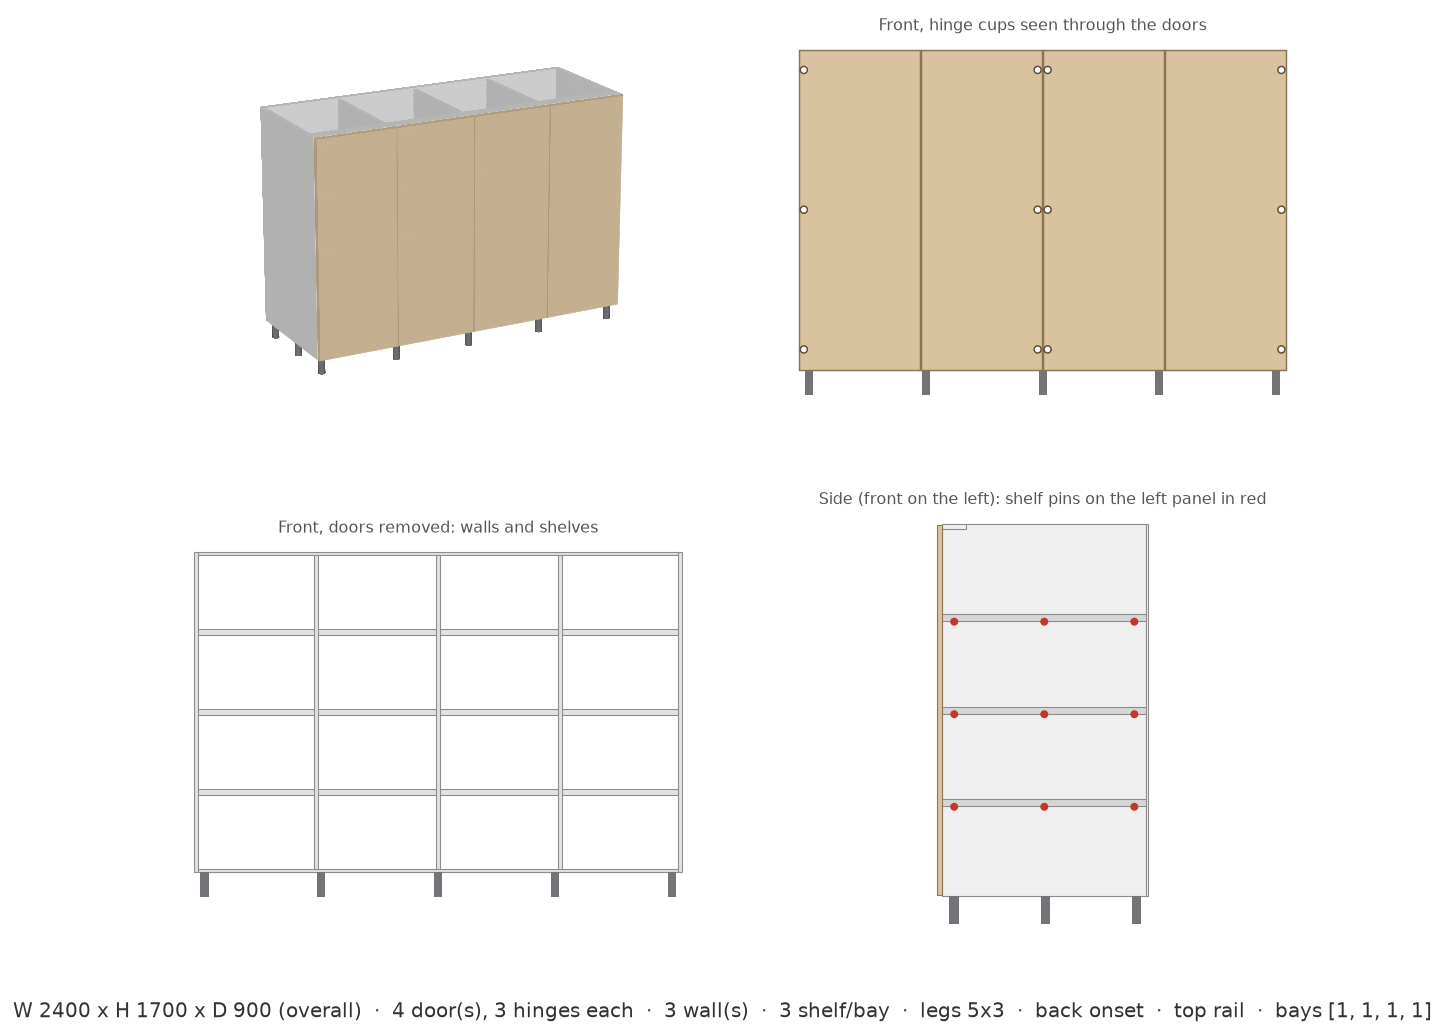 Front, hinge cups seen through the doors
Front, doors removed: walls and shelves
Side (front on the left): shelf pins on the left panel in red
W 2400 x H 1700 x D 900 (overall) · 4 door(s), 3 hinges each · 3 wall(s) · 3 shelf/bay · legs 5x3 · back onset · top rail · bays [1, 1, 1, 1]